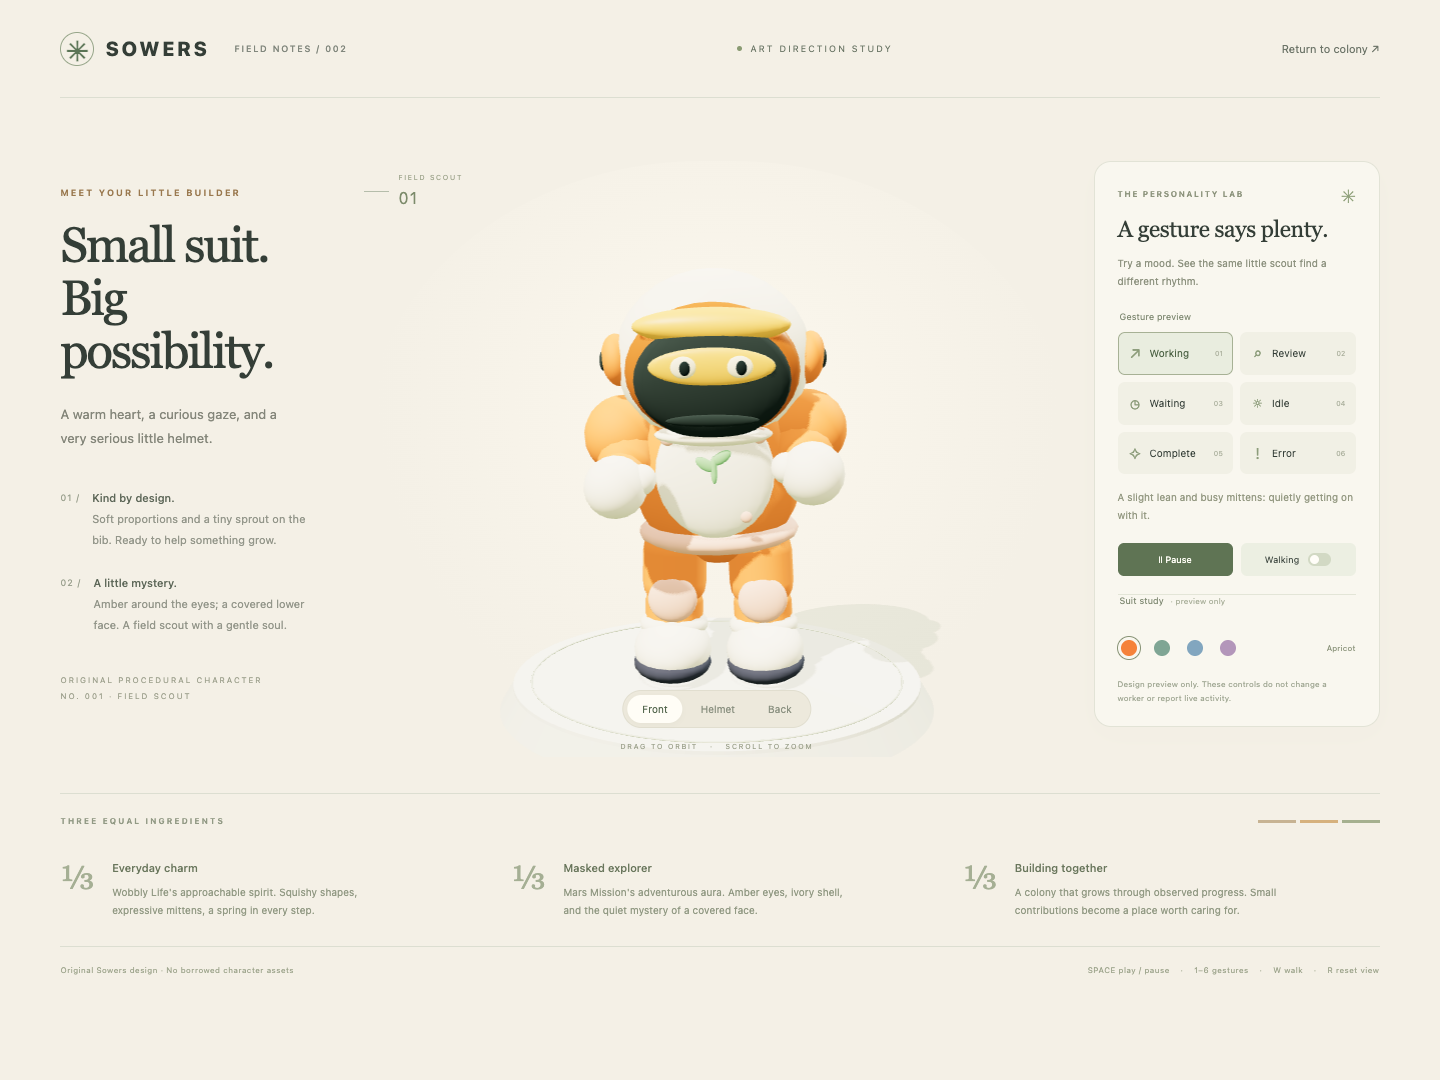 SOWERS
FIELD NOTES / 002
ART DIRECTION STUDY
Return to colony ↗
MEET YOUR LITTLE BUILDER
Small suit.
Big
possibility.
A warm heart, a curious gaze, and a
very serious little helmet.
01 / Kind by design.
Soft proportions and a tiny sprout on the
bib. Ready to help something grow.
02 / A little mystery.
Amber around the eyes; a covered lower
face. A field scout with a gentle soul.
ORIGINAL PROCEDURAL CHARACTER
NO. 001 · FIELD SCOUT
FIELD SCOUT
01
Front
Helmet
Back
DRAG TO ORBIT · SCROLL TO ZOOM
THE PERSONALITY LAB
A gesture says plenty.
Try a mood. See the same little scout find a
different rhythm.
Gesture preview
Working 01
Review 02
Waiting 03
Idle 04
Complete 05
Error 06
A slight lean and busy mittens: quietly getting on
with it.
Pause
Walking
Suit study · preview only
Apricot
Design preview only. These controls do not change a
worker or report live activity.
THREE EQUAL INGREDIENTS
⅓ Everyday charm
Wobbly Life's approachable spirit. Squishy shapes,
expressive mittens, a spring in every step.
⅓ Masked explorer
Mars Mission's adventurous aura. Amber eyes, ivory shell,
and the quiet mystery of a covered face.
⅓ Building together
A colony that grows through observed progress. Small
contributions become a place worth caring for.
Original Sowers design · No borrowed character assets
SPACE play / pause · 1–6 gestures · W walk · R reset view